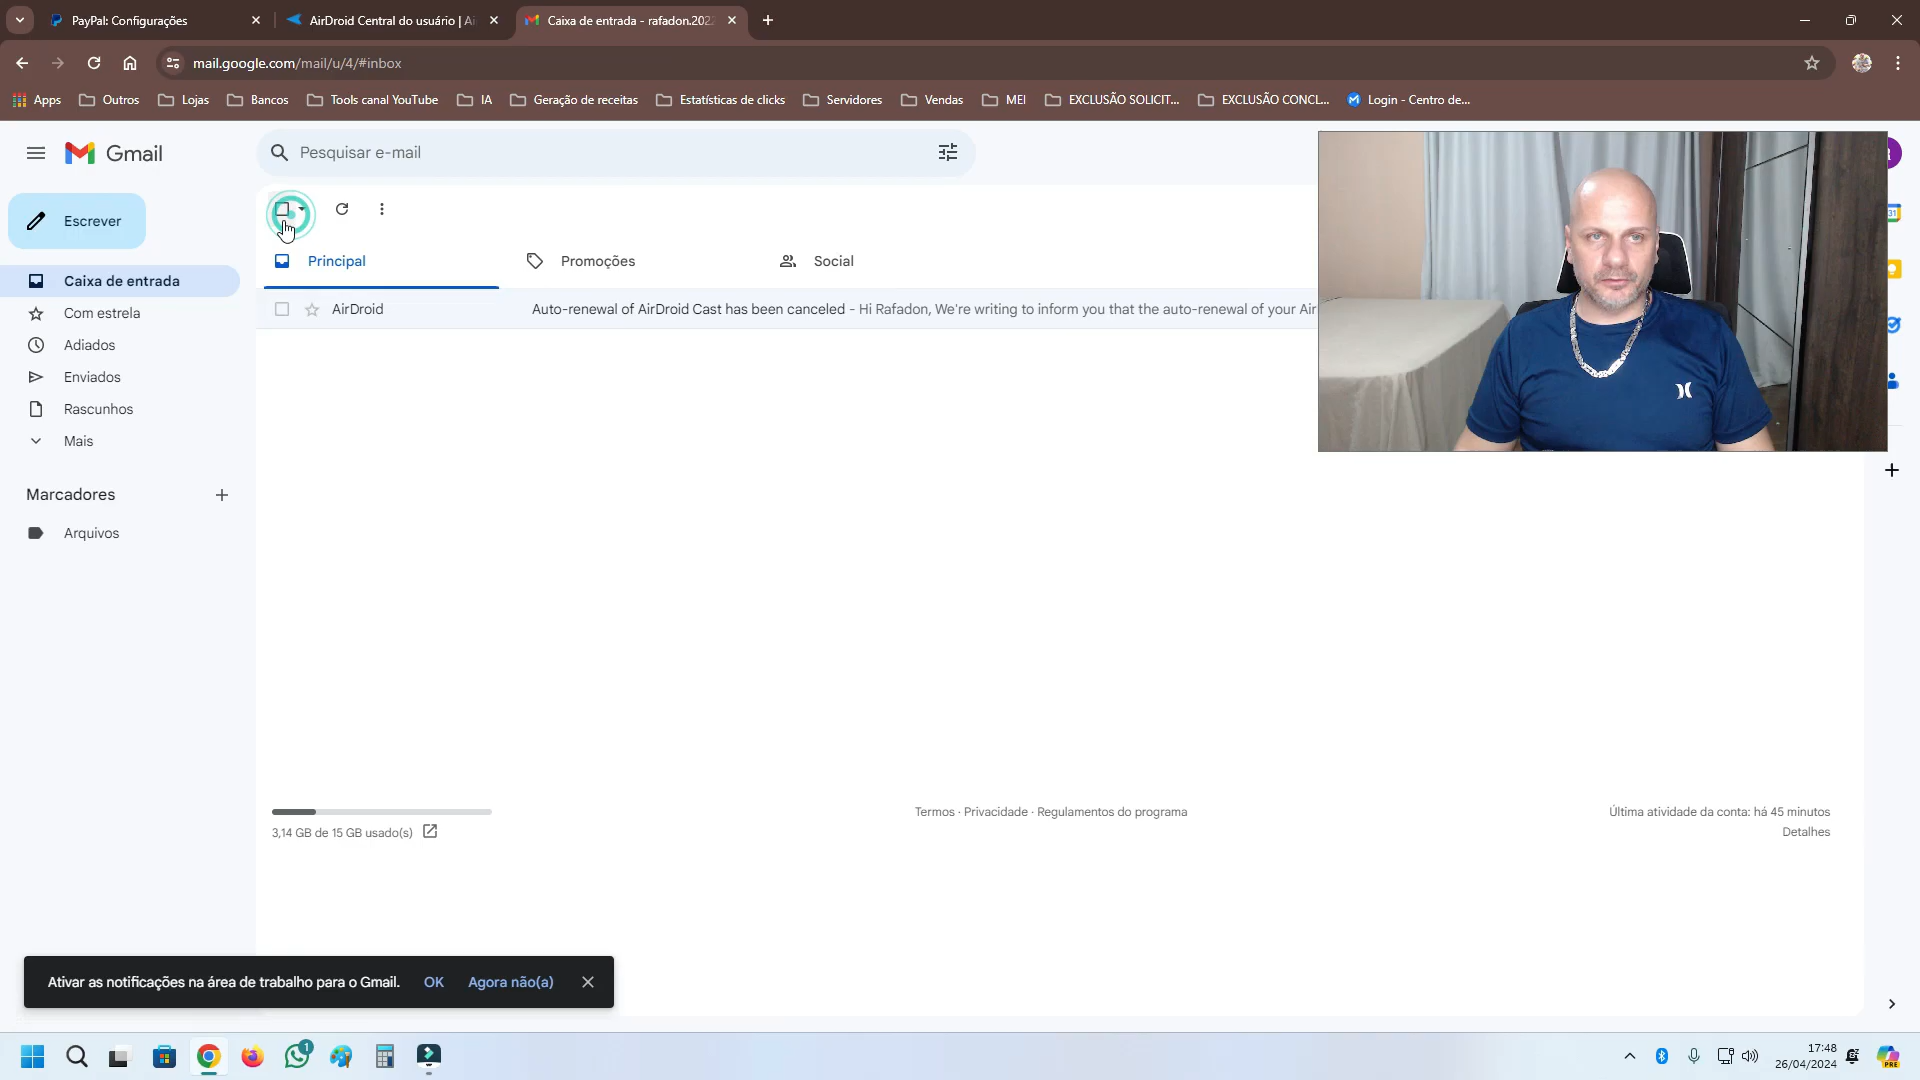 PayPal: Configurações
AirDroid Central do usuário | Ai
Caixa de entrada - rafadon.202
mail.google.com/mail/u/4/#inbox
Apps
Outros
Lojas
Bancos
Tools canal YouTube
IA
Geração de receitas
Estatísticas de clicks
Servidores
Vendas
MEI
EXCLUSÃO SOLICIT...
EXCLUSÃO CONCL...
Login - Centro de...
Gmail
Pesquisar e-mail
Escrever
Principal
Promoções
Social
Caixa de entrada
AirDroid
Auto-renewal of AirDroid Cast has been canceled - Hi Rafadon, We're writing to inform you that the auto-renewal of your Air
Com estrela
Adiados
Enviados
Rascunhos
Mais
Marcadores
Arquivos
3,14 GB de 15 GB usado(s)
Termos · Privacidade · Regulamentos do programa
Última atividade da conta: há 45 minutos
Detalhes
Ativar as notificações na área de trabalho para o Gmail.
OK
Agora não(a)
1
17:48
26/04/2024
PRE